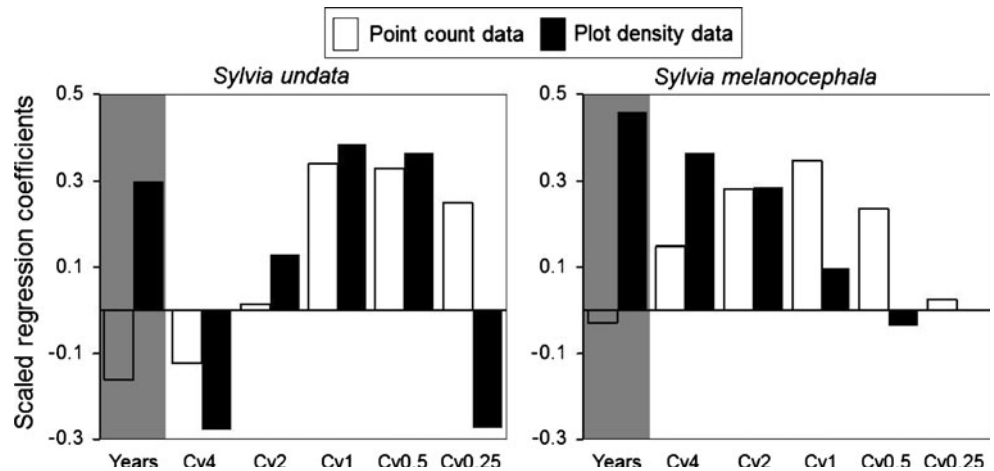 Point count data Plot density data
Sylvia undata Sylvia melanocephala
Scaled regression coefficients
0.5
0.3
0.1
-0.1
-0.3
Years Cv4 Cv2 Cv1 Cv0.5 Cv0.25
0.5
0.3
0.1
-0.1
-0.3
Years Cv4 Cv2 Cv1 Cv0.5 Cv0.25